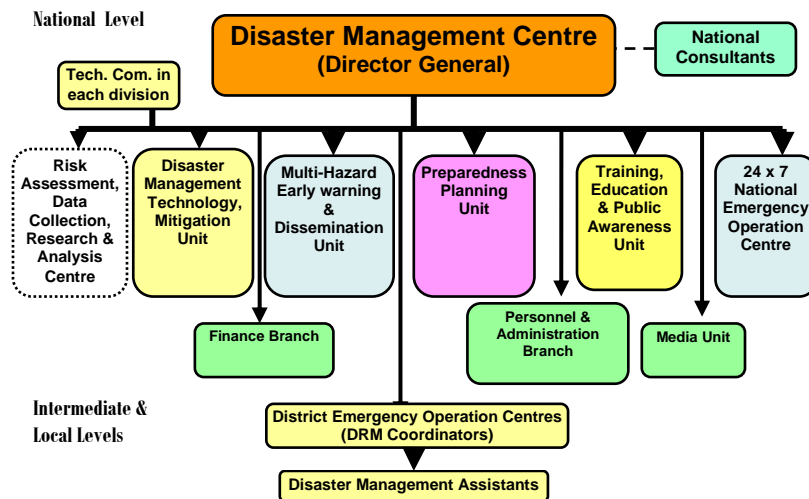 National Level
Disaster Management Centre
(Director General)
National
Consultants
Tech. Com. in
each division
Risk
Assessment,
Data
Collection,
Research &
Analysis
Centre
Disaster
Management
Technology,
Mitigation
Unit
Multi-Hazard
Early warning
&
Dissemination
Unit
Preparedness
Planning
Unit
Training,
Education
& Public
Awareness
Unit
24 x 7
National
Emergency
Operation
Centre
Finance Branch
Personnel &
Administration
Branch
Media Unit
Intermediate &
Local Levels
District Emergency Operation Centres
(DRM Coordinators)
Disaster Management Assistants